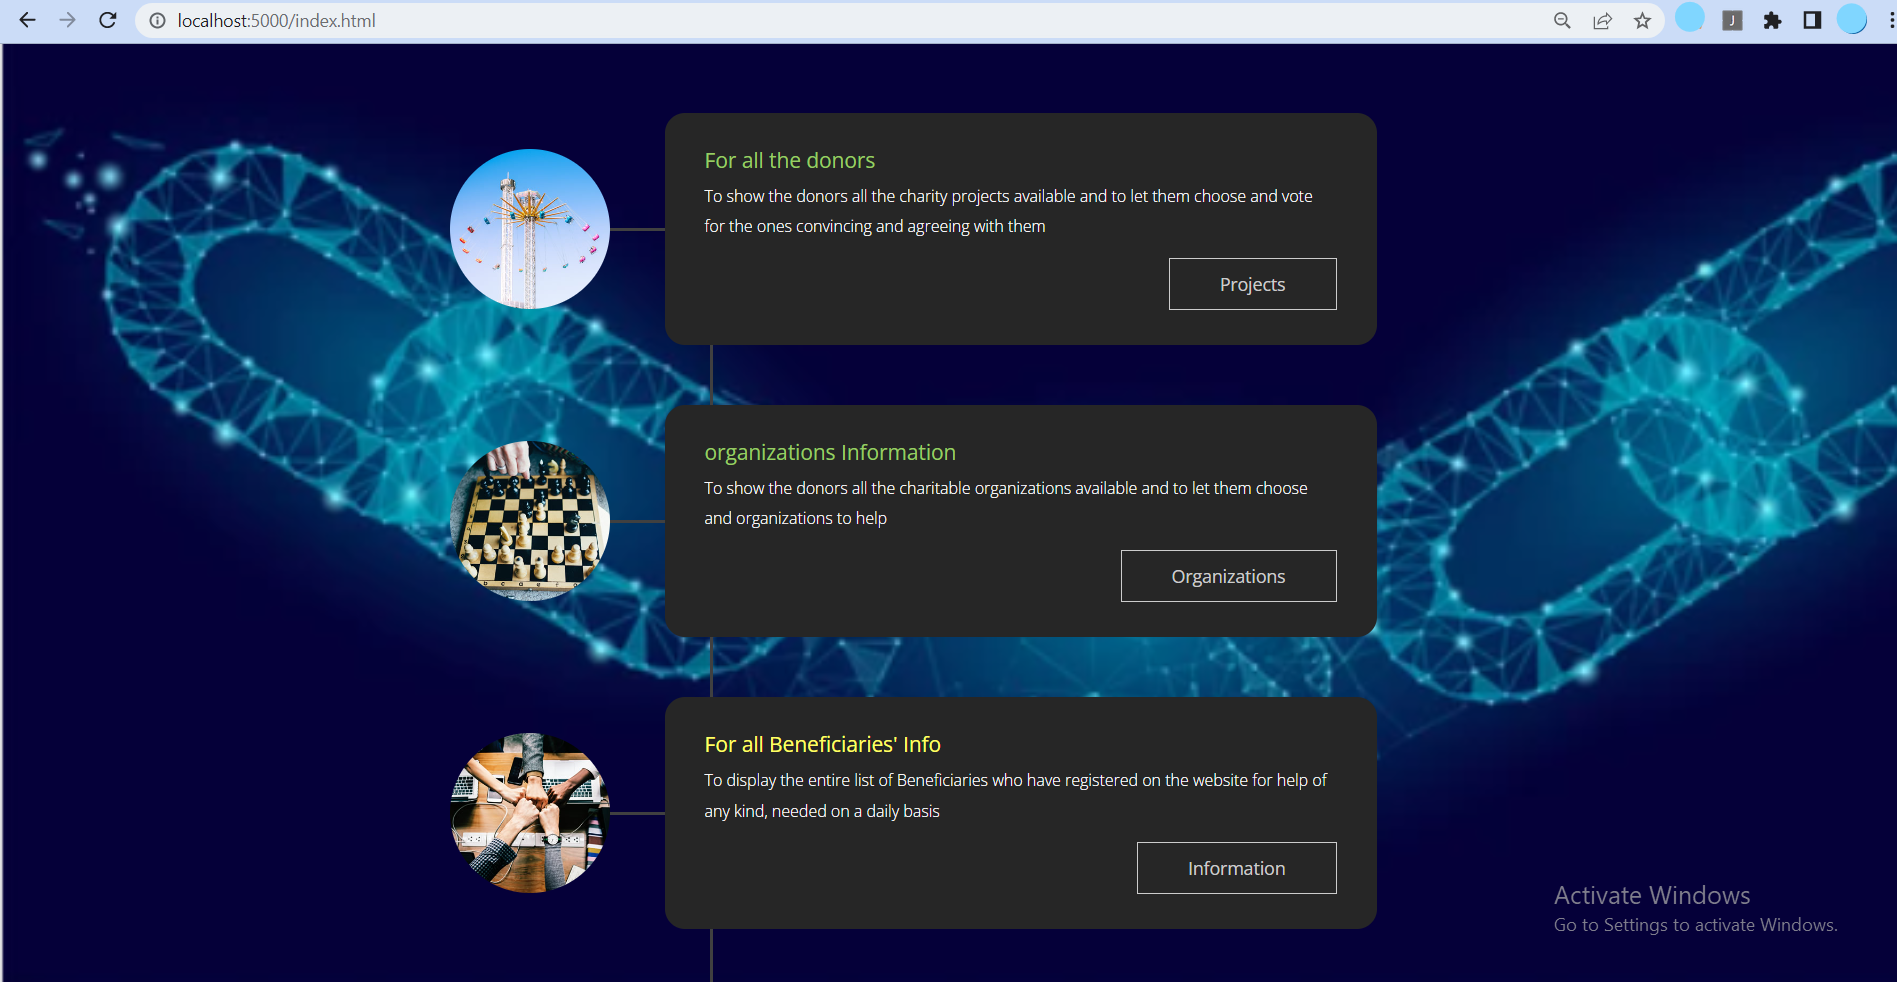 localhost:5000/index.html
J
For all the donors
To show the donors all the charity projects available and to let them choose and vote
for the ones convincing and agreeing with them
Projects
organizations Information
To show the donors all the charitable organizations available and to let them choose
and organizations to help
Organizations
For all Beneficiaries' Info
To display the entire list of Beneficiaries who have registered on the website for help of
any kind, needed on a daily basis
Information
Activate Windows
Go to Settings to activate Windows.